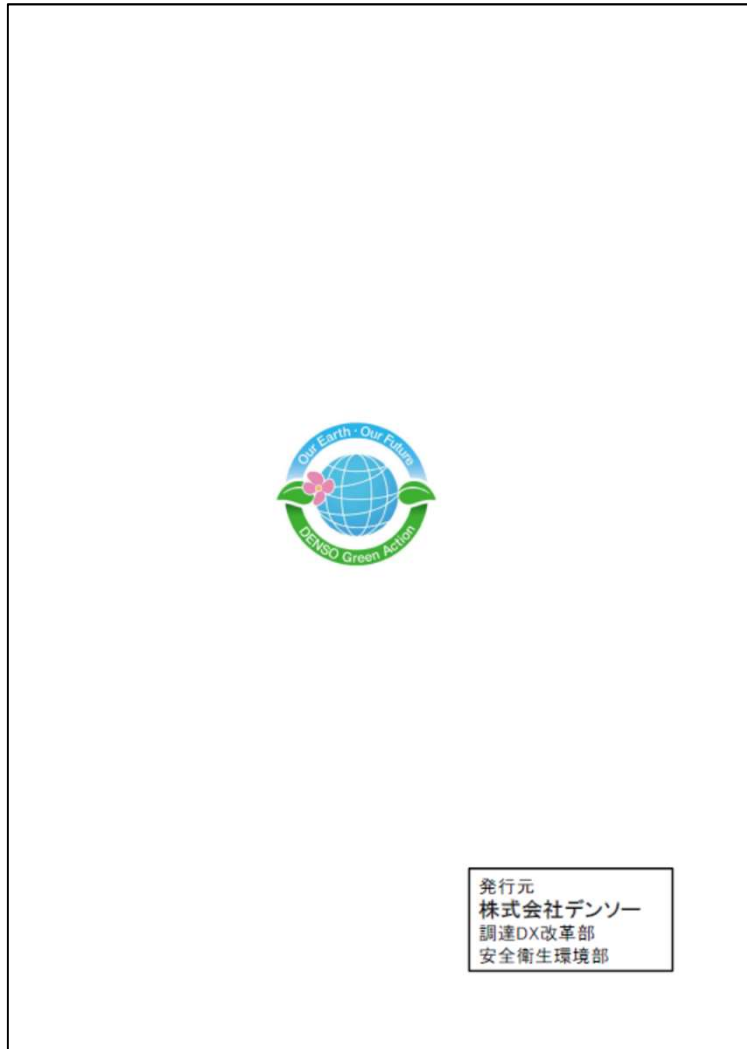 Our Earth・Our Future
DENSO Green Action
発行元
株式会社デンソー
調達DX改革部
安全衛生環境部